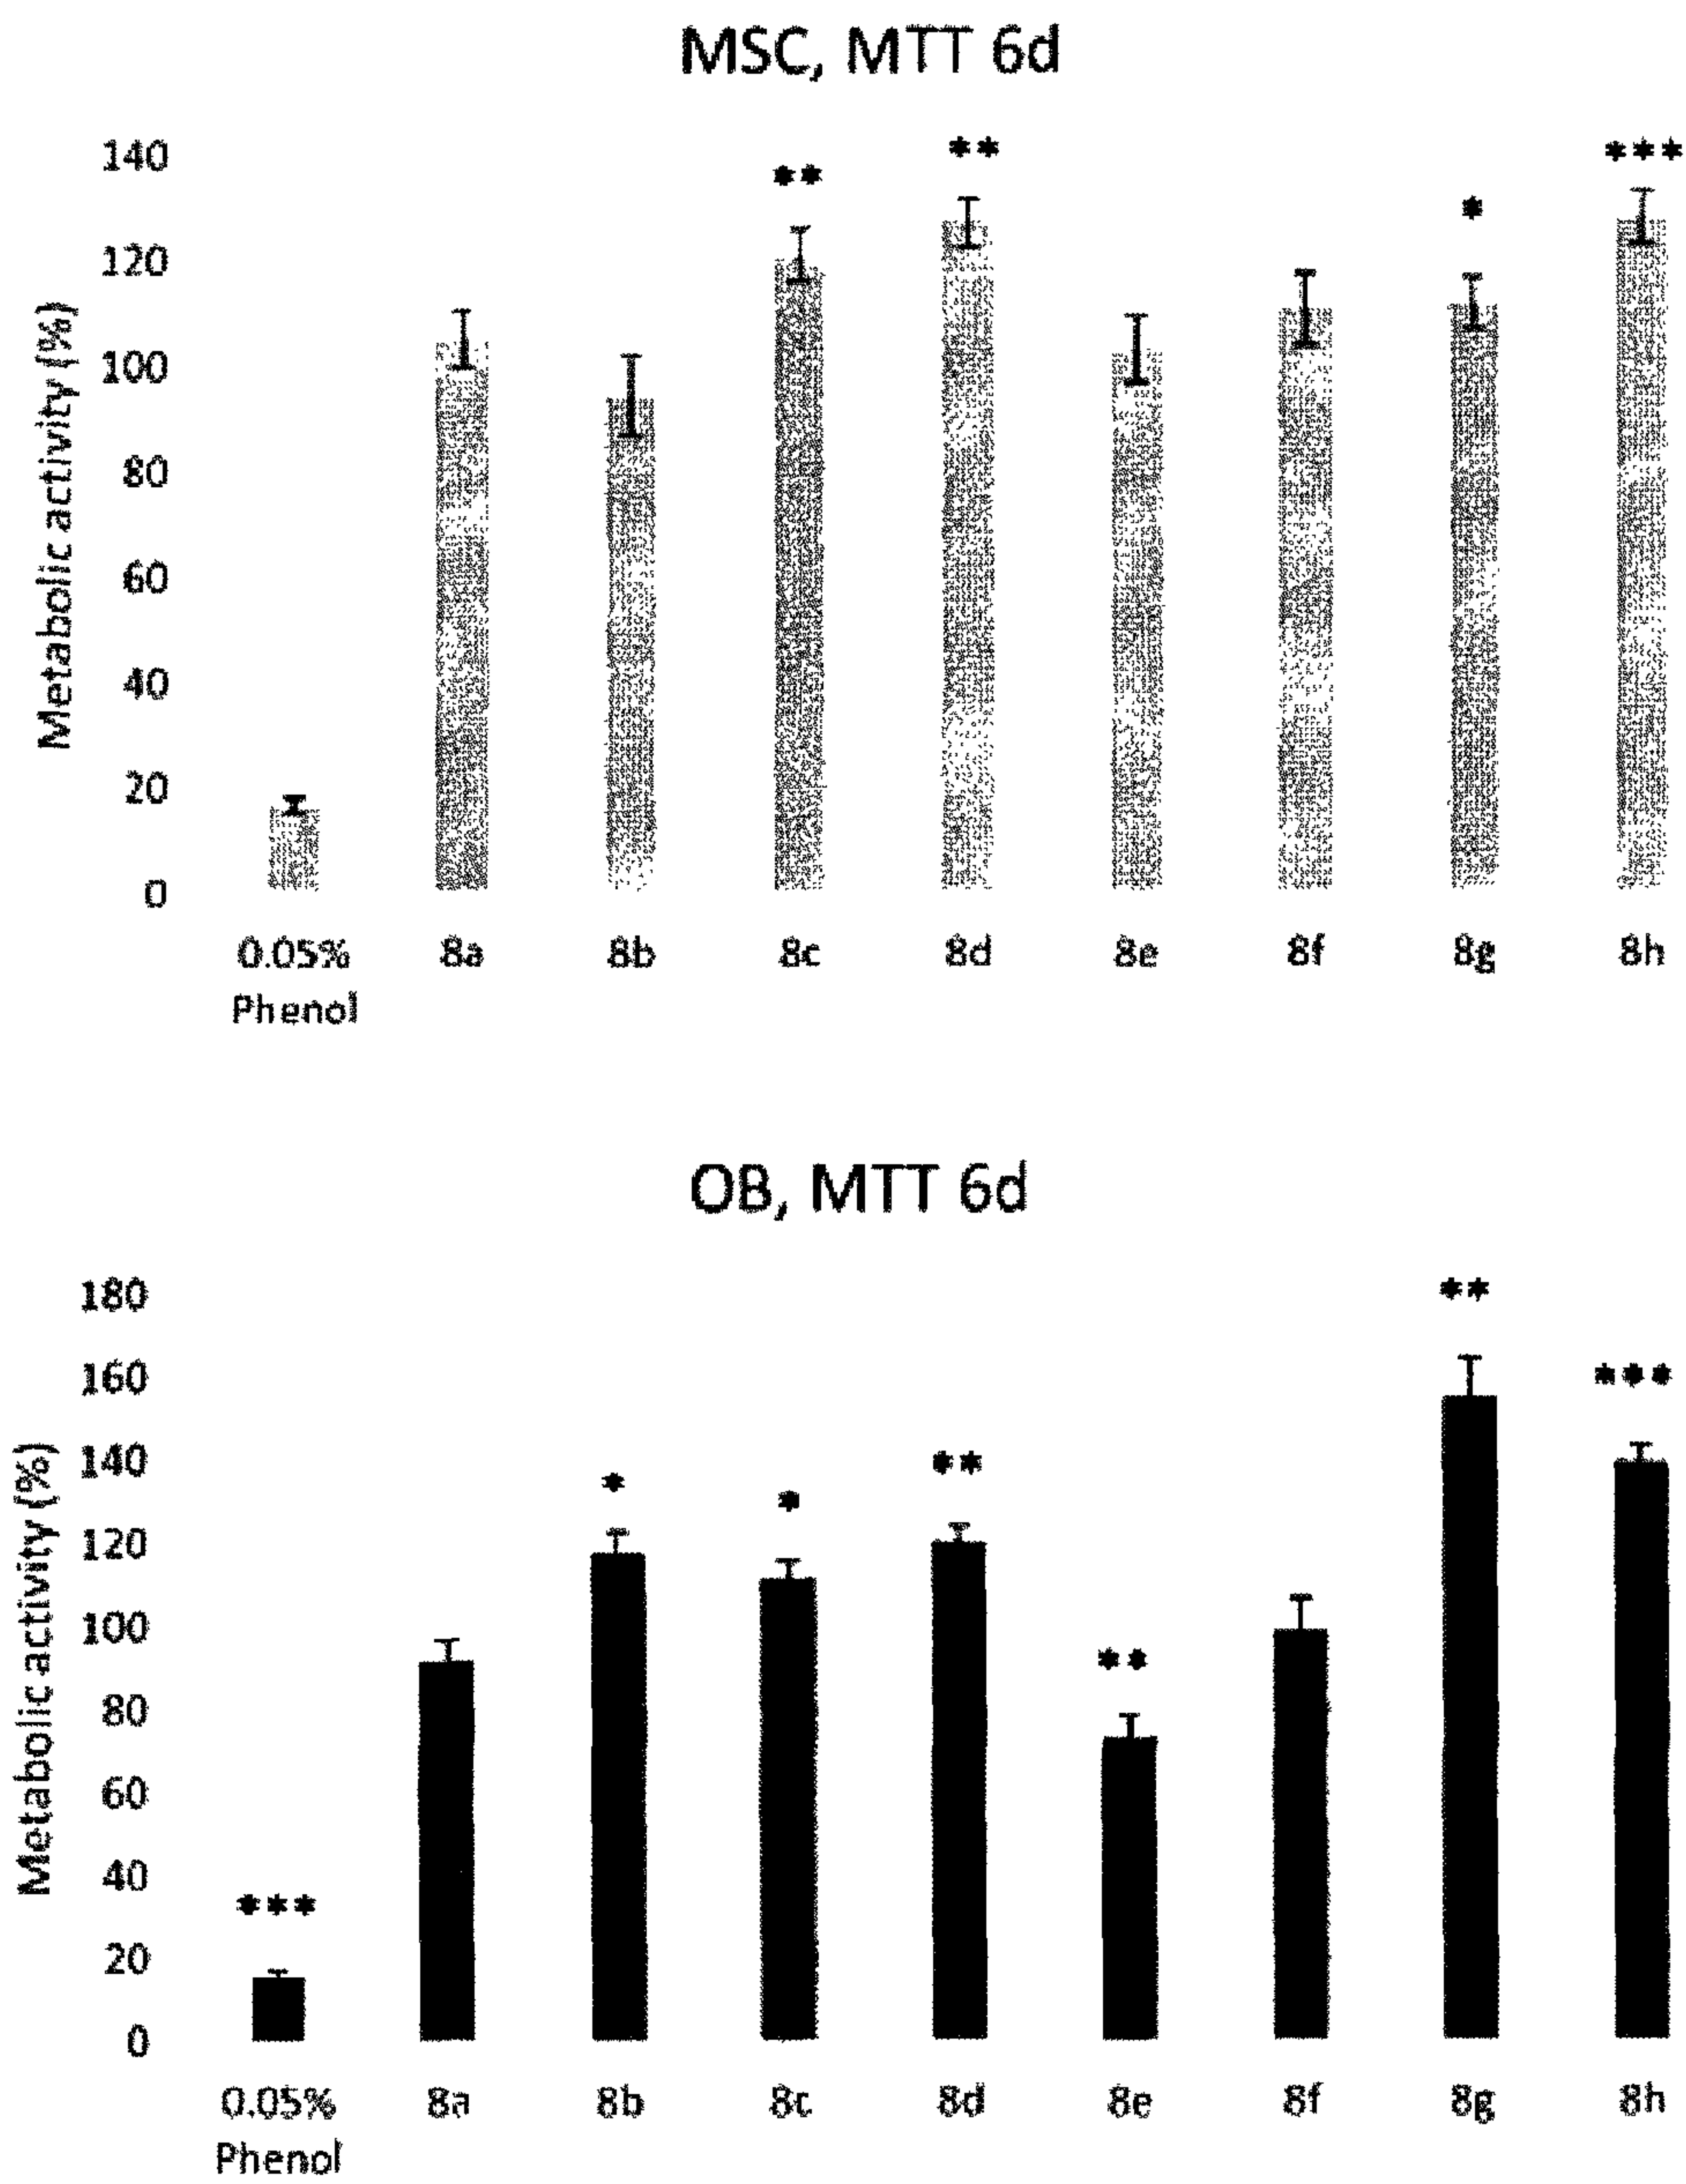 MSC, MTT 6d
**
***
**
*
140
120
100
80
60
40
20
0
Metabolic activity (%)
0.05% Phenol
8a
8b
8c
8d
8e
8f
8g
8h
OB, MTT 6d
**
***
**
*
*
**
***
180
160
140
120
100
80
60
40
20
0
Metabolic activity (%)
0.05% Phenol
8a
8b
8c
8d
8e
8f
8g
8h